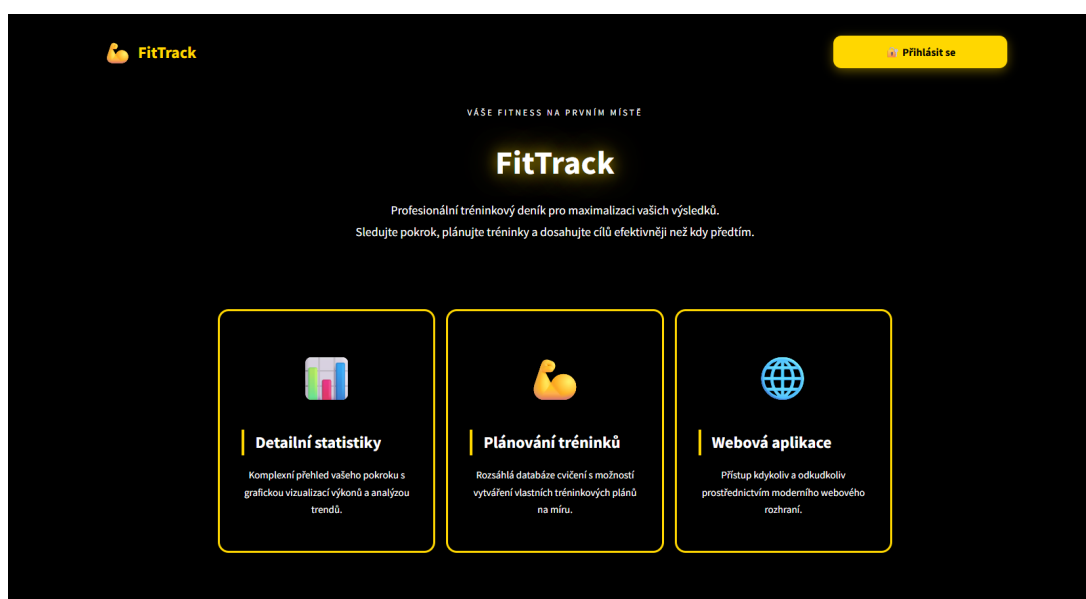 FitTrack
Přihlásit se
VÁŠE FITNESS NA PRVNÍM MÍSTĚ
FitTrack
Profesionální tréninkový deník pro maximalizaci vašich výsledků.
Sledujte pokrok, plánujte tréninky a dosahujte cílů efektivněji než kdy předtím.
Detailní statistiky
Komplexní přehled vašeho pokroku s
grafickou vizualizací výkonů a analýzou
trendů.
Plánování tréninků
Rozsáhlá databáze cvičení s možností
vytváření vlastních tréninkových plánů
na míru.
Webová aplikace
Přístup kdykoliv a odkudkoliv
prostřednictvím moderního webového
rozhraní.